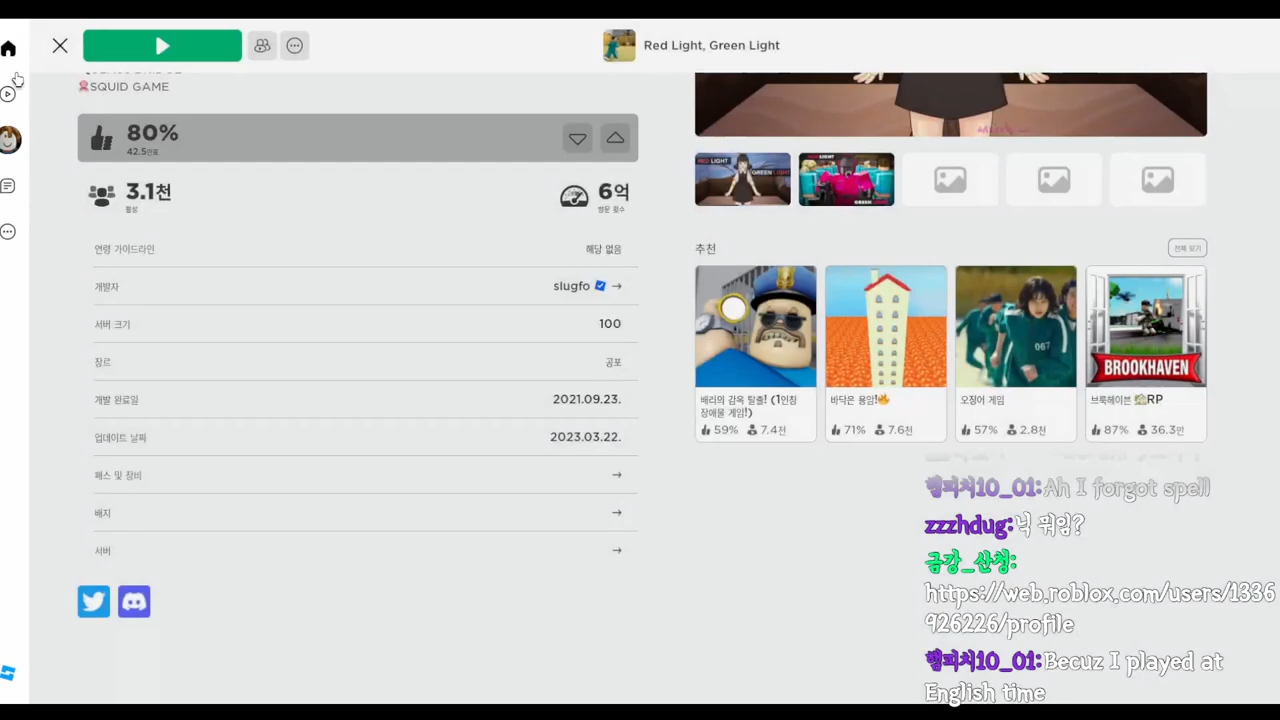 Red Light, Green Light
SQUID GAME
80%
42.5만표
3.1천
활성
6억
방문 횟수
연령 가이드라인
해당 없음
개발자
slugfo
서버 크기
100
장르
공포
개발 완료일
2021.09.23.
업데이트 날짜
2023.03.22.
패스 및 장비
배지
서버
RED LIGHT
GREEN LIGHT
추천
전체 보기
067
BROOKHAVEN
배리의 감옥 탈출! (1인칭
장애물 게임!)
59% 7.4천
바닥은 용암!
71% 7.6천
오징어 게임
57% 2.8천
브룩헤이븐 RP
87% 36.3만
햄피치10_01:Ah I forgot spell
zzzhdug:닉 뭐임?
금강_산청:
https://web.roblox.com/users/1336
926226/profile
햄피치10_01:Becuz I played at
English time